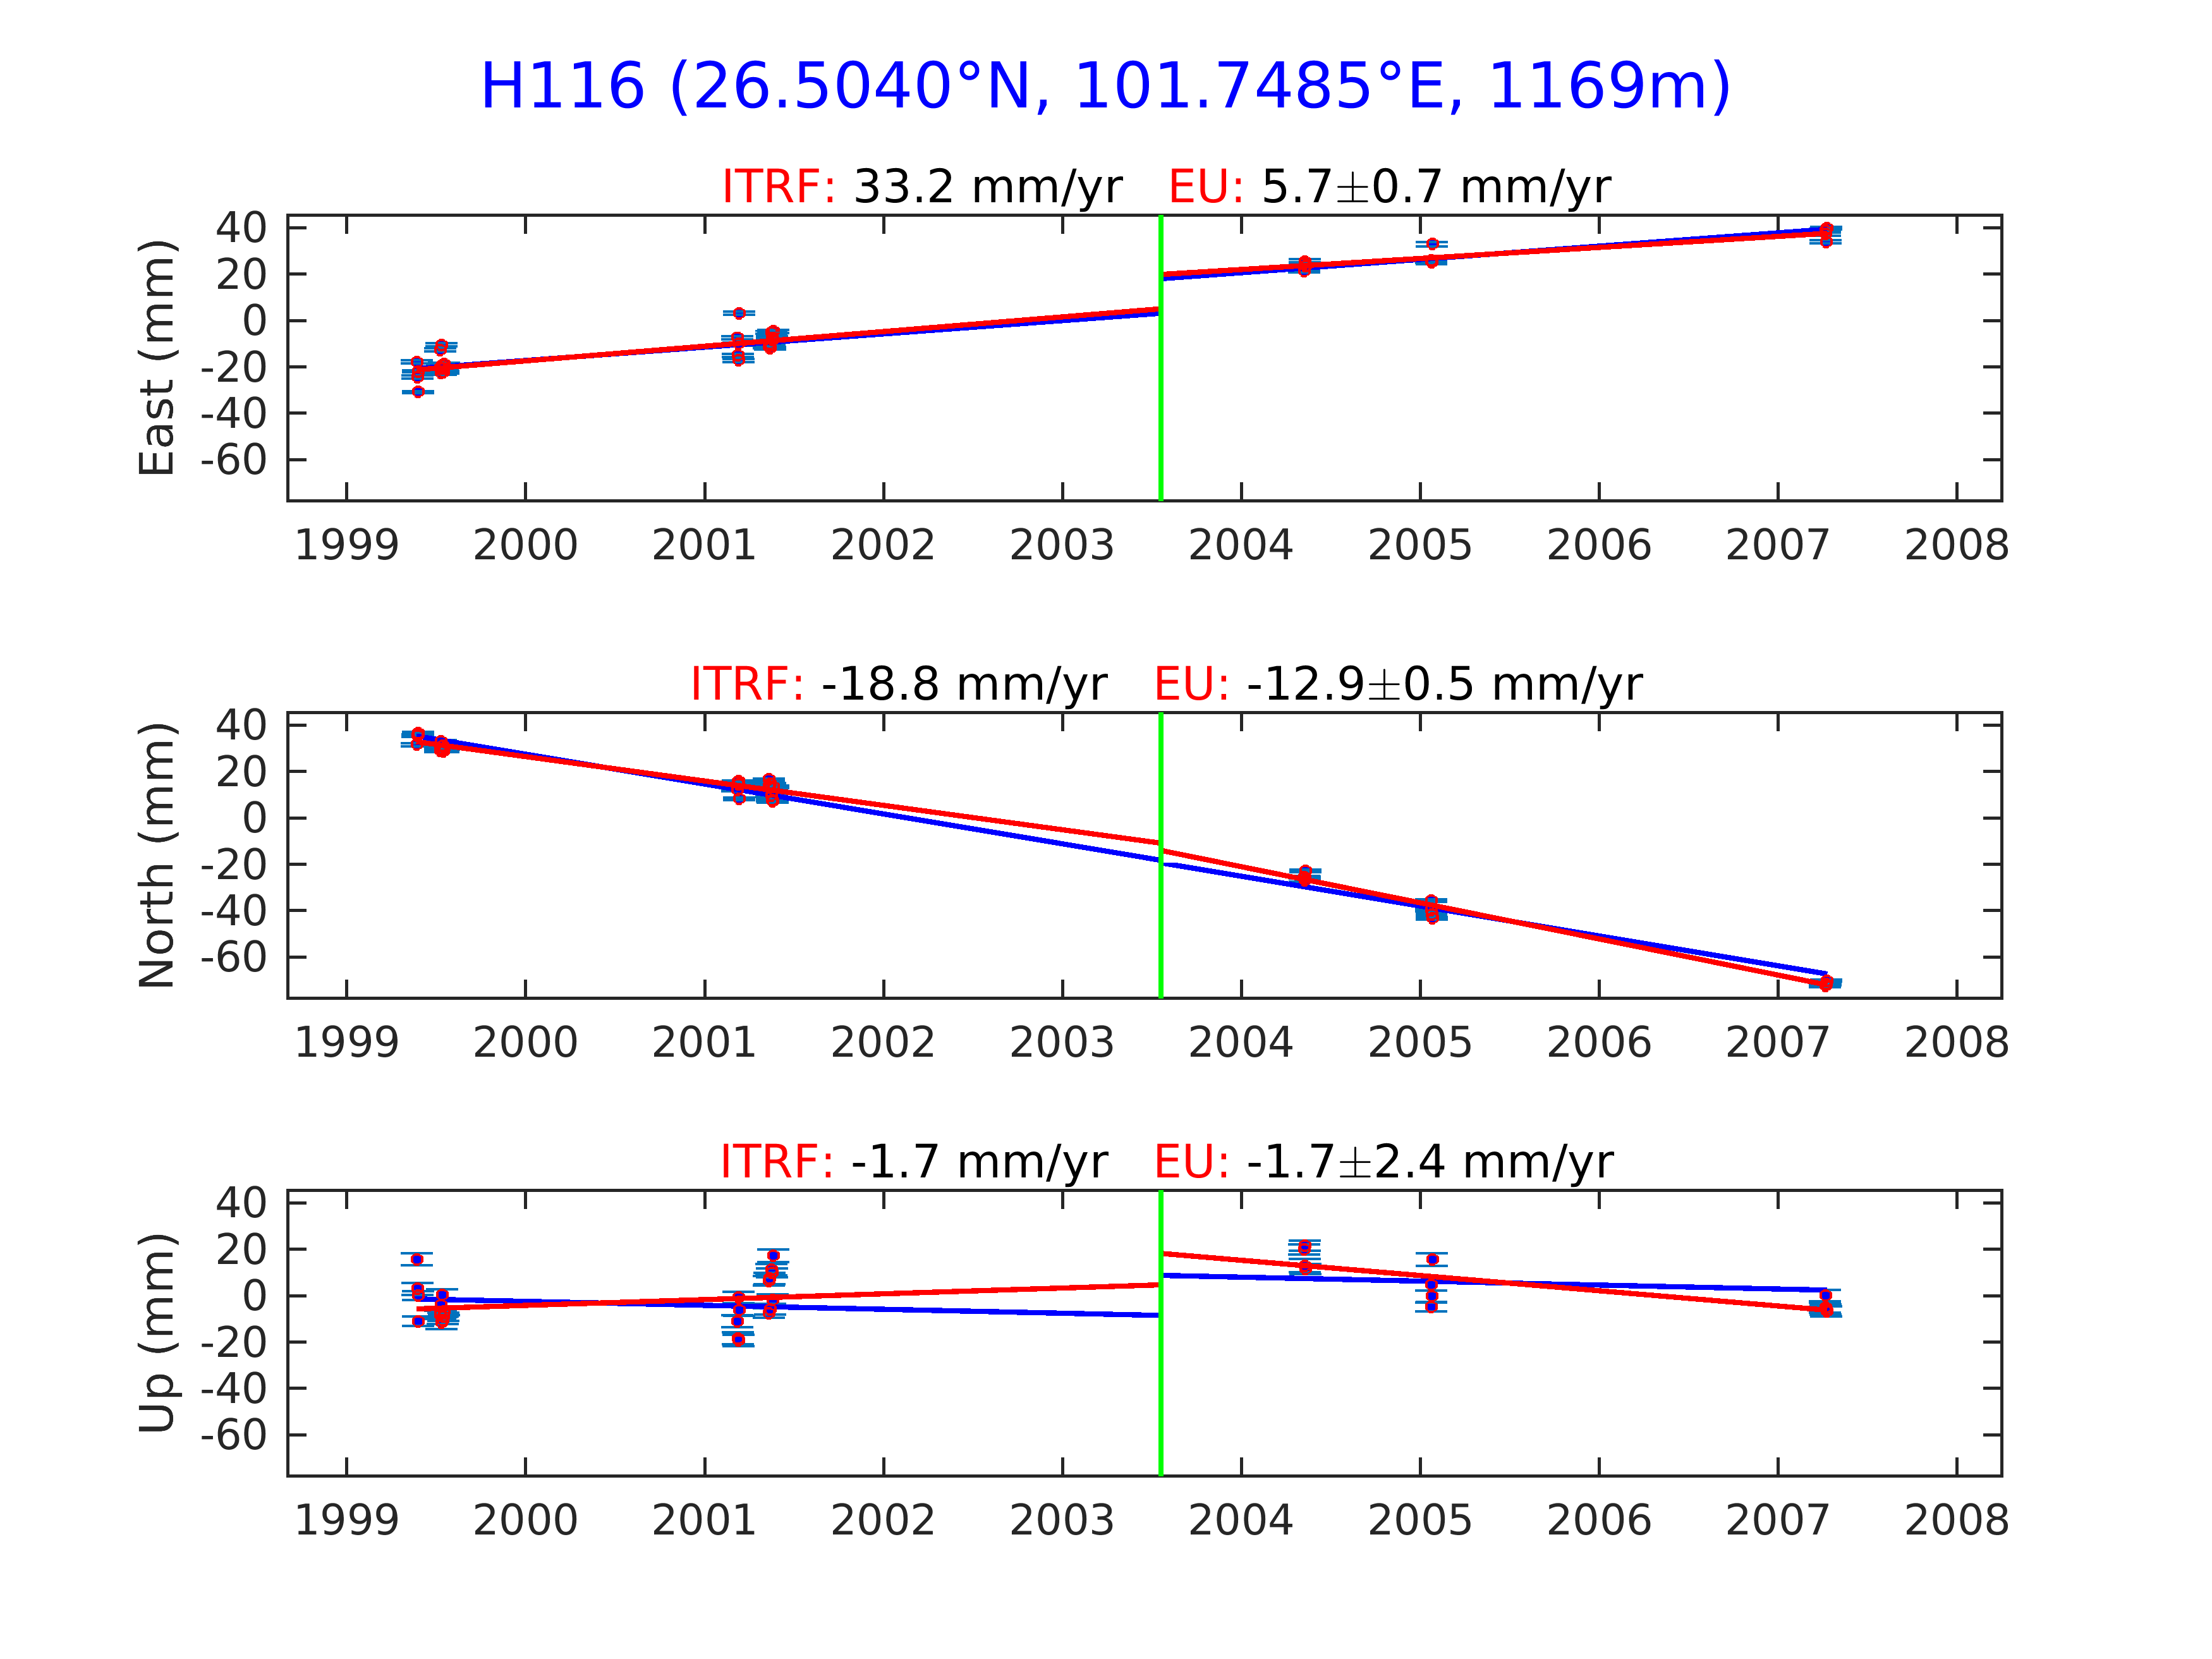 H116 (26.5040°N, 101.7485°E, 1169m)
ITRF: 33.2 mm/yr EU: 5.7±0.7 mm/yr
East (mm)
40
20
0
-20
-40
-60
1999 2000 2001 2002 2003 2004 2005 2006 2007 2008
ITRF: -18.8 mm/yr EU: -12.9±0.5 mm/yr
North (mm)
40
20
0
-20
-40
-60
1999 2000 2001 2002 2003 2004 2005 2006 2007 2008
ITRF: -1.7 mm/yr EU: -1.7±2.4 mm/yr
Up (mm)
40
20
0
-20
-40
-60
1999 2000 2001 2002 2003 2004 2005 2006 2007 2008